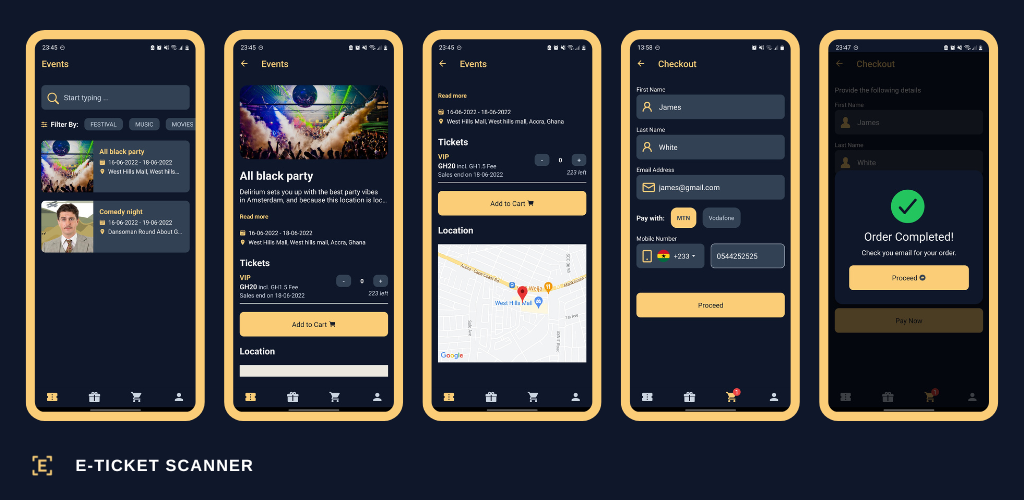 23:45
Events
Start typing ...
Filter By:
FESTIVAL
MUSIC
MOVIES
All black party
16-06-2022 - 18-06-2022
West Hills Mall, West hills...
Comedy night
16-06-2022 - 19-06-2022
Dansoman Round About G...
23:45
Events
All black party
Delirium sets you up with the best party vibes
in Amsterdam, and because this location is loc...
Read more
16-06-2022 - 18-06-2022
West Hills Mall, West hills mall, Accra, Ghana
Tickets
VIP
GH20 incl. GH1.5 Fee
Sales end on 18-06-2022
- 0 +
223 left
Add to Cart
Location
23:45
Events
Read more
16-06-2022 - 18-06-2022
West Hills Mall, West hills mall, Accra, Ghana
Tickets
VIP
GH20 incl. GH1.5 Fee
Sales end on 18-06-2022
- 0 +
223 left
Add to Cart
Location
Weija
West Hills Mall
Google
13:58
Checkout
First Name
James
Last Name
White
Email Address
james@gmail.com
Pay with:
MTN
Vodafone
Mobile Number
+233
0544252525
Proceed
23:47
Checkout
Provide the following details
First Name
James
Last Name
White
Order Completed!
Check you email for your order.
Proceed
Pay Now
E
E-TICKET SCANNER